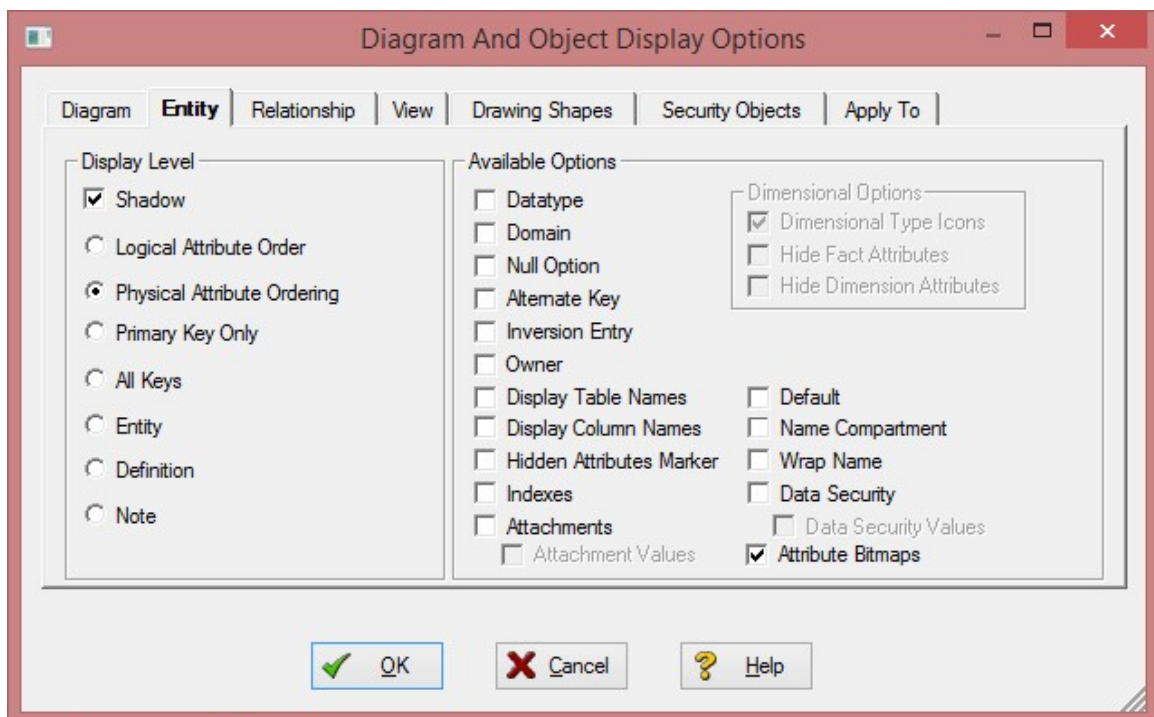 Diagram And Object Display Options
Diagram Entity Relationship View Drawing Shapes Security Objects Apply To
Display Level
Shadow
Logical Attribute Order
Physical Attribute Ordering
Primary Key Only
All Keys
Entity
Definition
Note
Available Options
Datatype
Domain
Null Option
Alternate Key
Inversion Entry
Owner
Display Table Names
Display Column Names
Hidden Attributes Marker
Indexes
Attachments
Attachment Values
Dimensional Options
Dimensional Type Icons
Hide Fact Attributes
Hide Dimension Attributes
Default
Name Compartment
Wrap Name
Data Security
Data Security Values
Attribute Bitmaps
OK Cancel Help